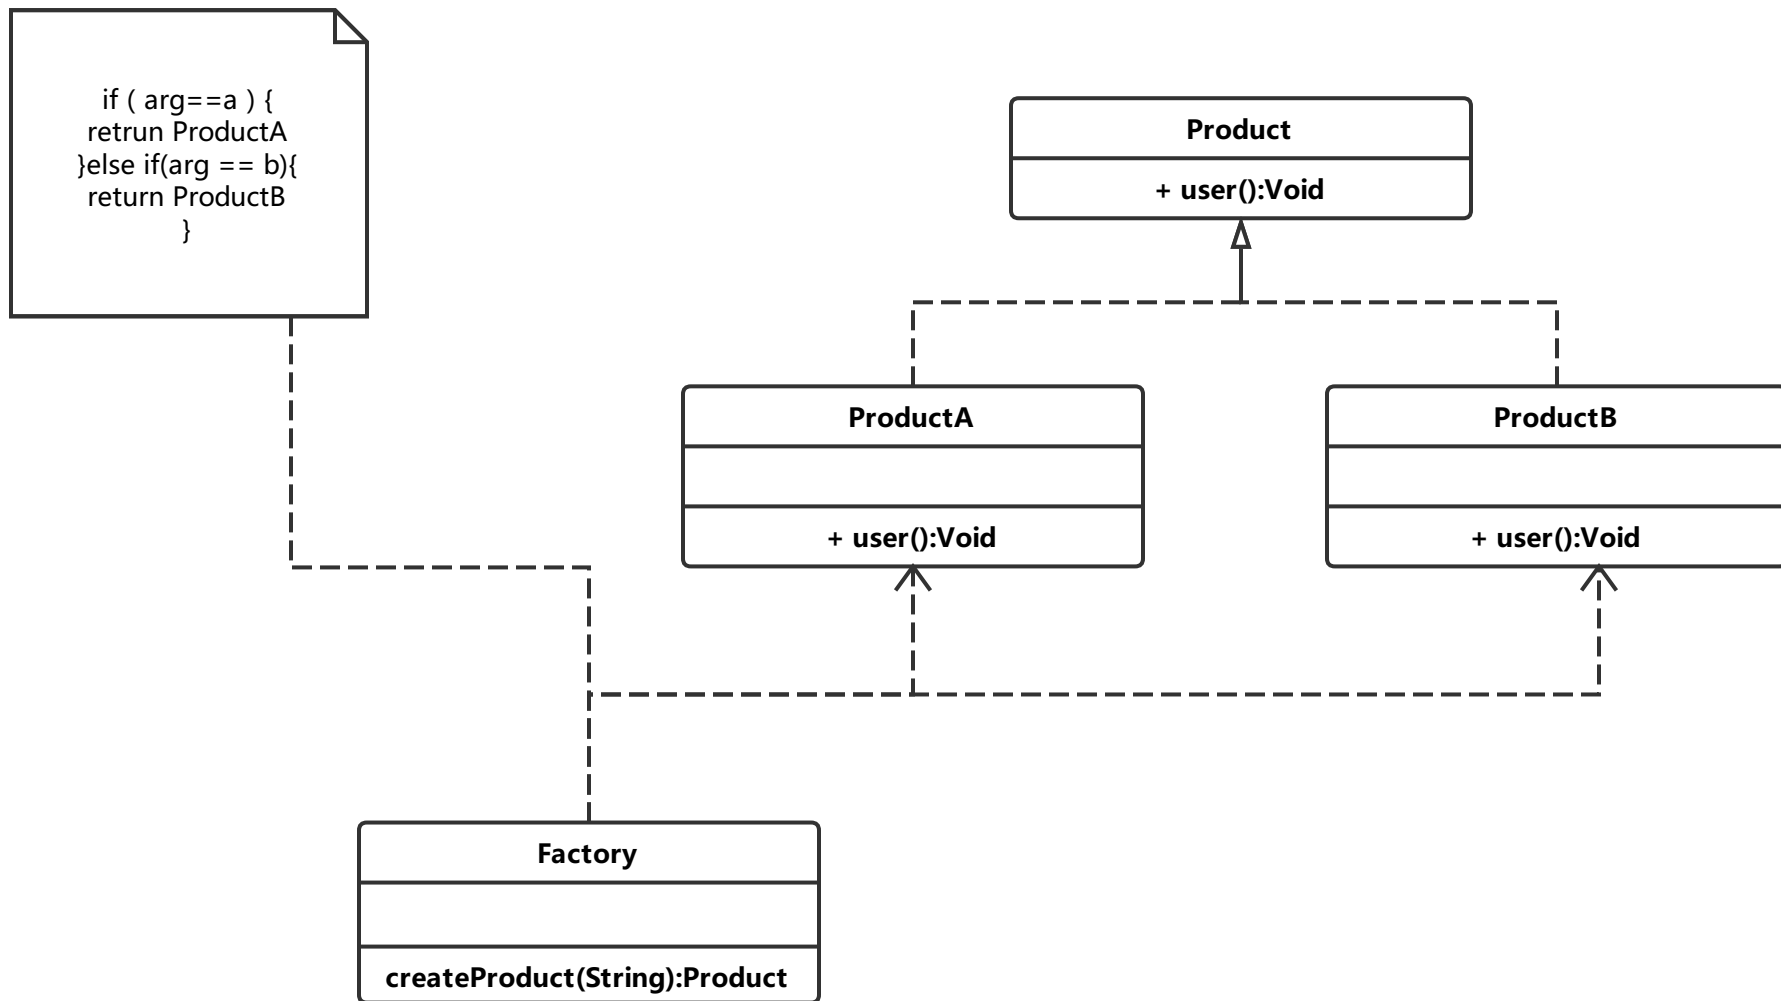 if ( arg==a ) {
retrun ProductA
}else if(arg == b){
return ProductB
}
Product
+ user():Void
ProductA
+ user():Void
ProductB
+ user():Void
Factory
createProduct(String):Product